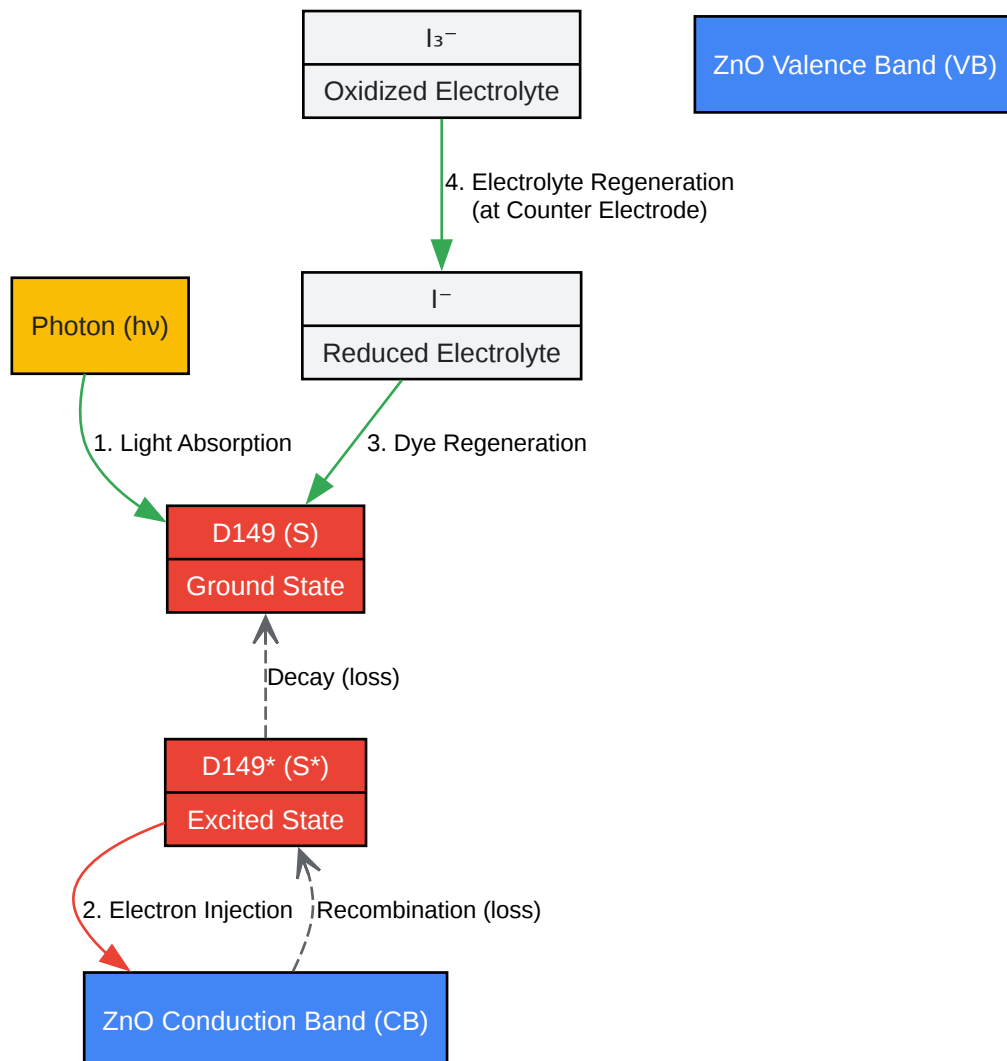 I₃⁻
Oxidized Electrolyte
ZnO Valence Band (VB)
4. Electrolyte Regeneration
(at Counter Electrode)
I⁻
Reduced Electrolyte
Photon (hν)
1. Light Absorption
3. Dye Regeneration
D149 (S)
Ground State
Decay (loss)
D149* (S*)
Excited State
2. Electron Injection
Recombination (loss)
ZnO Conduction Band (CB)